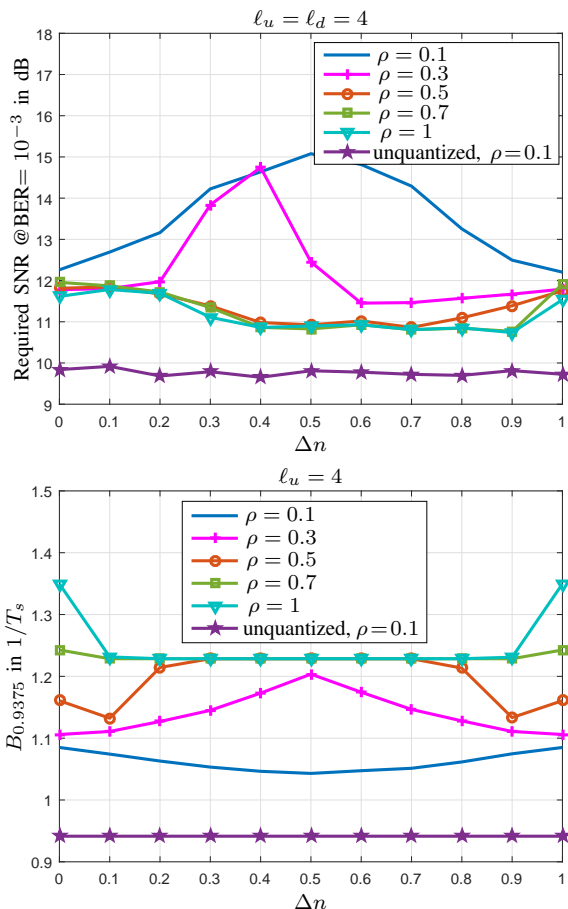 ℓ_u = ℓ_d = 4
18
17
16
15
14
13
12
11
10
9
Required SNR @BER= 10^{−3} in dB
ρ = 0.1
ρ = 0.3
ρ = 0.5
ρ = 0.7
ρ = 1
unquantized, ρ=0.1
0 0.1 0.2 0.3 0.4 0.5 0.6 0.7 0.8 0.9 1
Δn
ℓ_u = 4
1.5
1.4
1.3
1.2
1.1
1
0.9
B_{0.9375} in 1/T_s
ρ = 0.1
ρ = 0.3
ρ = 0.5
ρ = 0.7
ρ = 1
unquantized, ρ=0.1
0 0.1 0.2 0.3 0.4 0.5 0.6 0.7 0.8 0.9 1
Δn